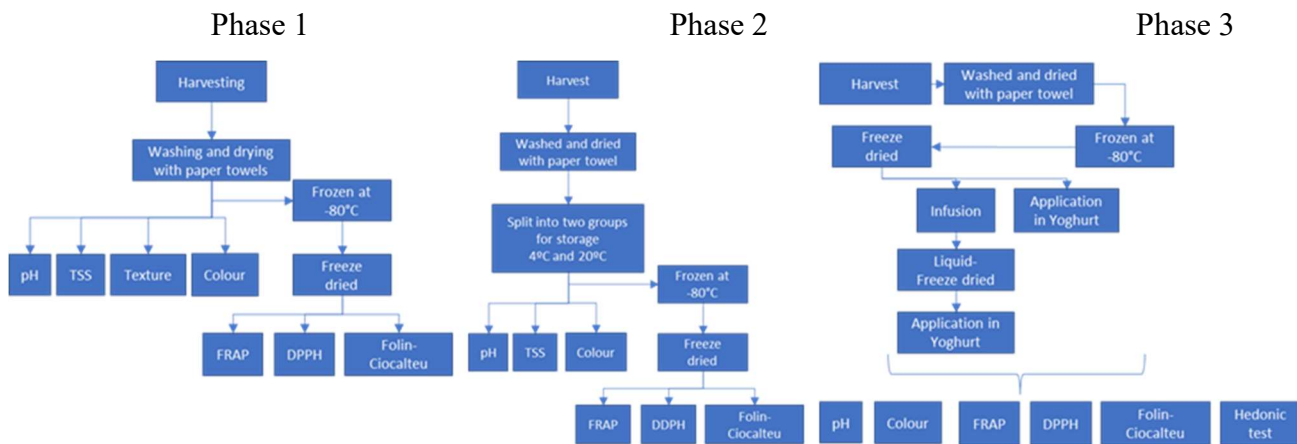 Phase 1
Phase 2
Phase 3
Harvesting
Washing and drying
with paper towels
Frozen at
-80°C
pH
TSS
Texture
Colour
Freeze
dried
FRAP
DPPH
Folin-
Ciocalteu
Harvest
Washed and dried
with paper towel
Split into two groups
for storage
4ºC and 20ºC
Frozen at
-80°C
pH
TSS
Colour
Freeze
dried
FRAP
DDPH
Folin-
Ciocalteu
Harvest
Washed and dried
with paper towel
Frozen at
-80°C
Freeze
dried
Infusion
Application
in Yoghurt
Liquid-
Freeze dried
Application in
Yoghurt
pH
Colour
FRAP
DPPH
Folin-
Ciocalteu
Hedonic
test